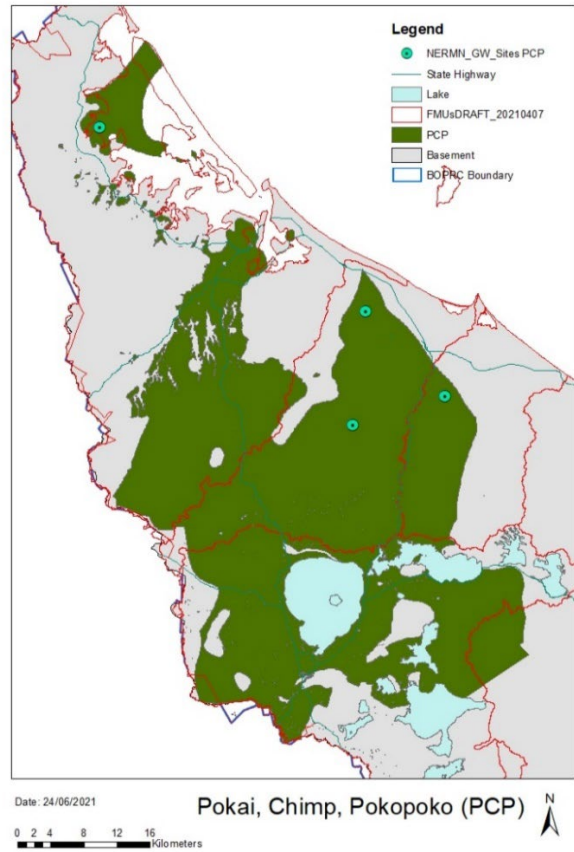 Legend
NERMN_GW_Sites PCP
State Highway
Lake
FMUsDRAFT_20210407
PCP
Basement
BOPRC Boundary
Date: 24/06/2021
Pokai, Chimp, Pokopoko (PCP)
N
0 2 4 8 12 16
Kilometers